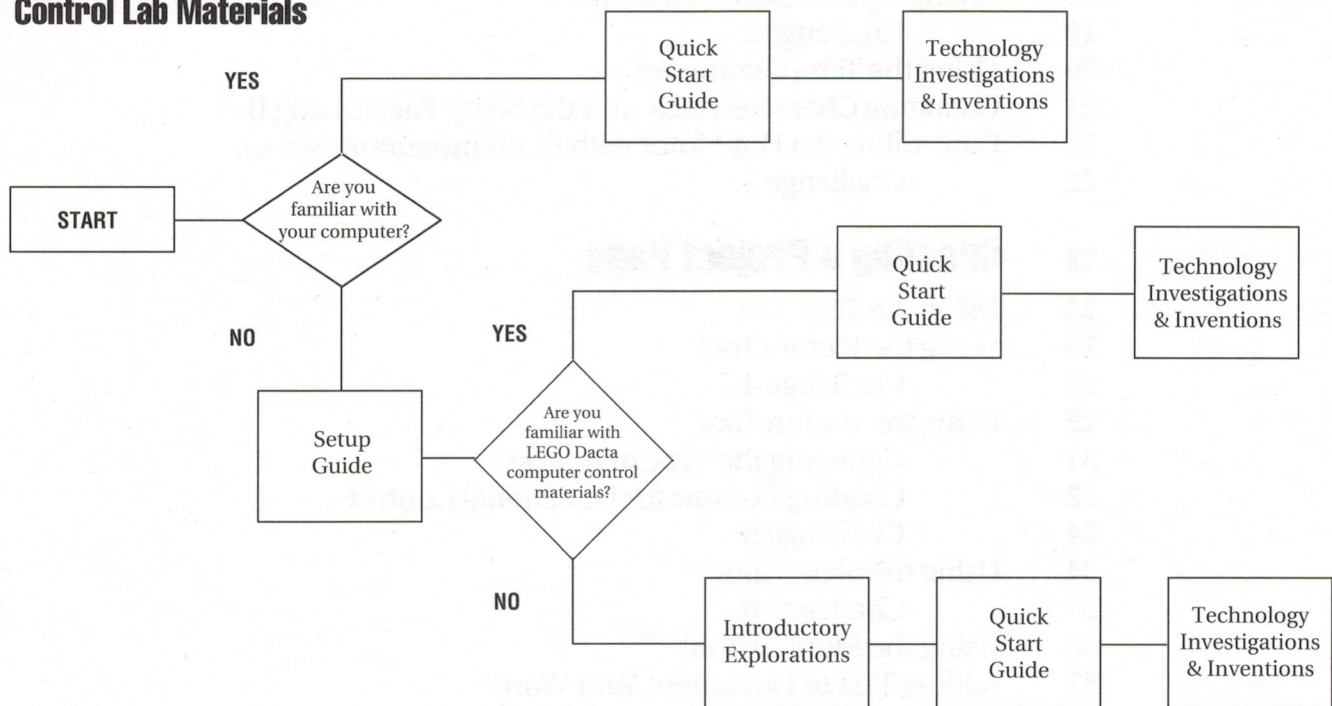 Control Lab Materials
YES
Quick
Start
Guide
Technology
Investigations
& Inventions
START
Are you
familiar with
your computer?
NO
Setup
Guide
YES
Quick
Start
Guide
Technology
Investigations
& Inventions
Are you
familiar with
LEGO Dacta
computer control
materials?
NO
Introductory
Explorations
Quick
Start
Guide
Technology
Investigations
& Inventions